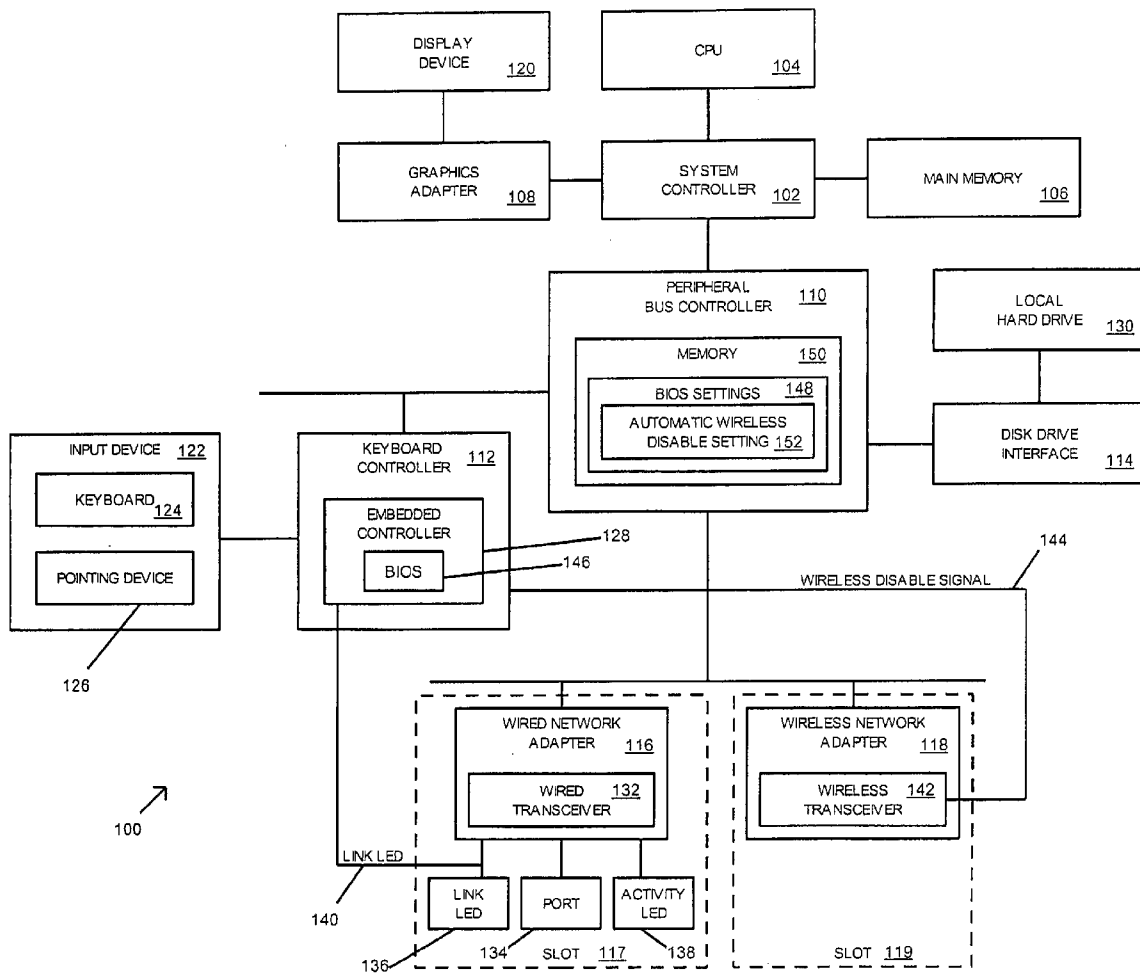 DISPLAY
DEVICE
120
CPU
104
GRAPHICS
ADAPTER
108
SYSTEM
CONTROLLER
102
MAIN MEMORY
106
PERIPHERAL
BUS CONTROLLER
110
MEMORY
150
BIOS SETTINGS
148
AUTOMATIC WIRELESS
DISABLE SETTING
152
LOCAL
HARD DRIVE
130
DISK DRIVE
INTERFACE
114
INPUT DEVICE
122
KEYBOARD
124
POINTING DEVICE
126
KEYBOARD
CONTROLLER
112
EMBEDDED
CONTROLLER
128
BIOS
146
144
WIRELESS DISABLE SIGNAL
WIRED NETWORK
ADAPTER
116
WIRED
TRANSCEIVER
132
WIRELESS NETWORK
ADAPTER
118
WIRELESS
TRANSCEIVER
142
100
LINK LED
140
LINK
LED
136
PORT
134
ACTIVITY
LED
138
SLOT 117
SLOT 119